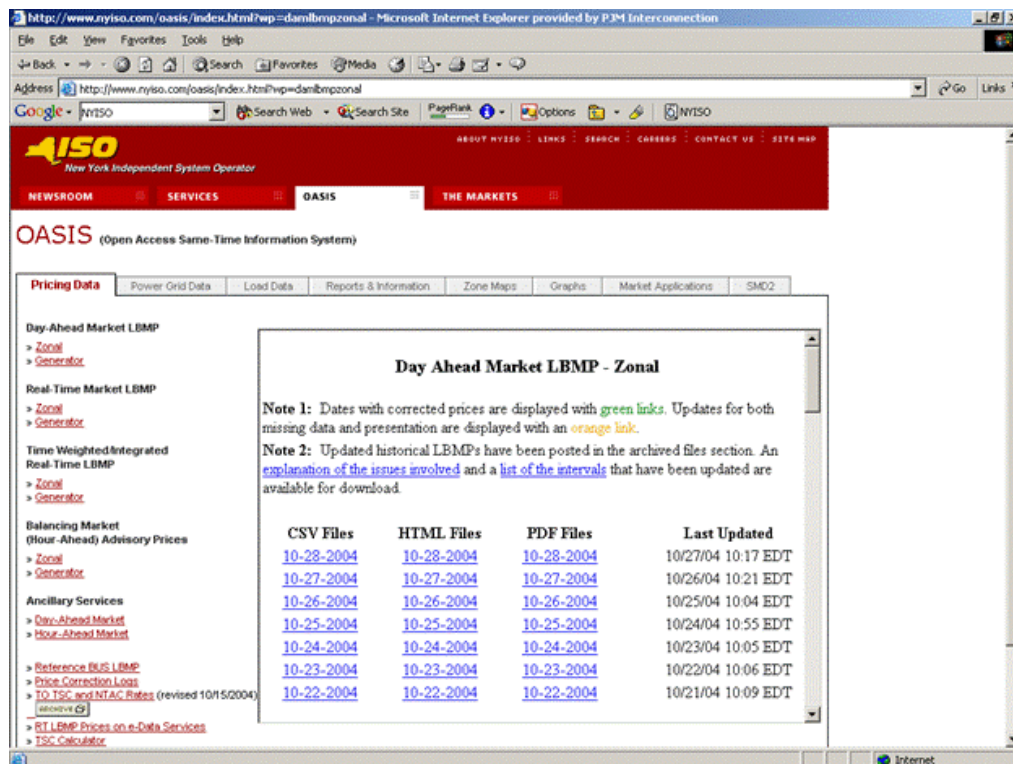 http://www.nyiso.com/oasis/index.html?wp=damlbmpzonal - Microsoft Internet Explorer provided by PJM Interconnection
File Edit View Favorites Tools Help
Back Search Favorites Media
Address http://www.nyiso.com/oasis/index.html?wp=damlbmpzonal Go Links
Google NYISO Search Web Search Site PageRank Options NYISO
ABOUT NYISO LINKS SEARCH CAREERS CONTACT US SITE MAP
ISO
New York Independent System Operator
NEWSROOM SERVICES OASIS THE MARKETS
OASIS (Open Access Same-Time Information System)
Pricing Data Power Grid Data Load Data Reports & Information Zone Maps Graphs Market Applications SMD2
Day-Ahead Market LBMP
» Zonal
» Generator
Real-Time Market LBMP
» Zonal
» Generator
Time Weighted/Integrated
Real-Time LBMP
» Zonal
» Generator
Balancing Market
(Hour-Ahead) Advisory Prices
» Zonal
» Generator
Ancillary Services
» Day-Ahead Market
» Hour-Ahead Market
» Reference BUS LBMP
» Price Correction Logs
» TO TSC and NTAC Rates (revised 10/15/2004)
ARCHIVE
» RT LBMP Prices on e-Data Services
» TSC Calculator
Day Ahead Market LBMP - Zonal
Note 1: Dates with corrected prices are displayed with green links. Updates for both
missing data and presentation are displayed with an orange link.
Note 2: Updated historical LBMPs have been posted in the archived files section. An
explanation of the issues involved and a list of the intervals that have been updated are
available for download.
CSV Files HTML Files PDF Files Last Updated
10-28-2004 10-28-2004 10-28-2004 10/27/04 10:17 EDT
10-27-2004 10-27-2004 10-27-2004 10/26/04 10:21 EDT
10-26-2004 10-26-2004 10-26-2004 10/25/04 10:04 EDT
10-25-2004 10-25-2004 10-25-2004 10/24/04 10:55 EDT
10-24-2004 10-24-2004 10-24-2004 10/23/04 10:05 EDT
10-23-2004 10-23-2004 10-23-2004 10/22/04 10:06 EDT
10-22-2004 10-22-2004 10-22-2004 10/21/04 10:09 EDT
Internet